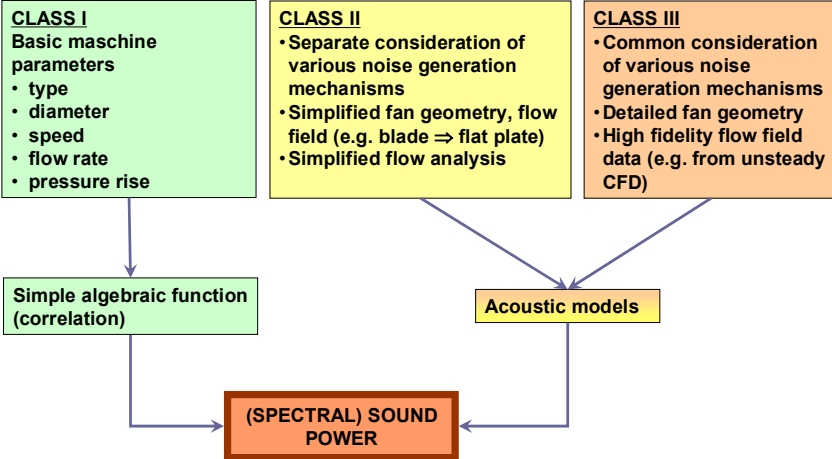 CLASS I
Basic maschine
parameters
• type
• diameter
• speed
• flow rate
• pressure rise
CLASS II
• Separate consideration of
various noise generation
mechanisms
• Simplified fan geometry, flow
field (e.g. blade ⇒ flat plate)
• Simplified flow analysis
CLASS III
• Common consideration
of various noise
generation mechanisms
• Detailed fan geometry
• High fidelity flow field
data (e.g. from unsteady
CFD)
Simple algebraic function
(correlation)
Acoustic models
(SPECTRAL) SOUND
POWER